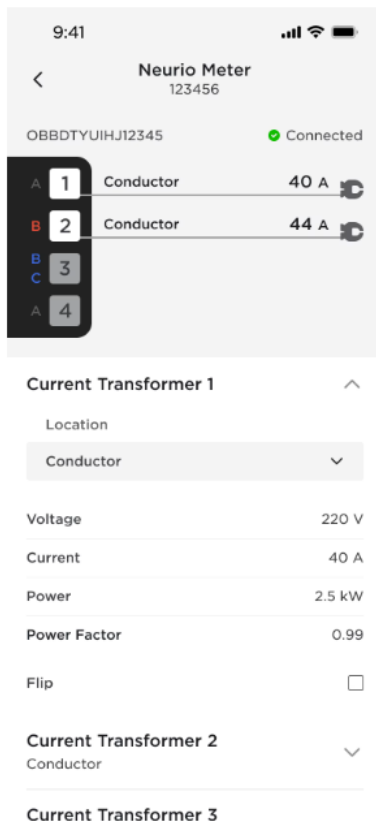 9:41
Neurio Meter
123456
OBBDTYUIHJ12345 Connected
A 1 Conductor 40 A
B 2 Conductor 44 A
B
C 3
A 4
Current Transformer 1
Location
Conductor
Voltage 220 V
Current 40 A
Power 2.5 kW
Power Factor 0.99
Flip
Current Transformer 2
Conductor
Current Transformer 3